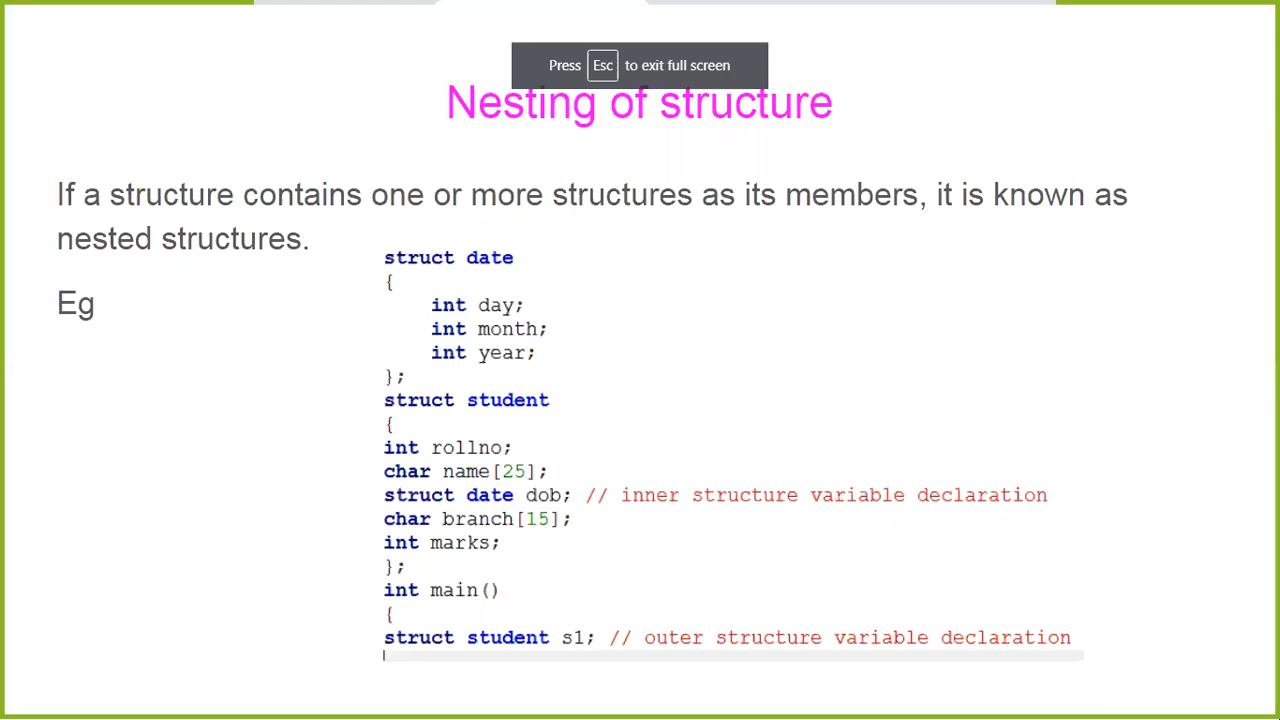 Press Esc to exit full screen
Nesting of structure
If a structure contains one or more structures as its members, it is known as
nested structures.
Eg
struct date
{
int day;
int month;
int year;
};
struct student
{
int rollno;
char name[25];
struct date dob; // inner structure variable declaration
char branch[15];
int marks;
};
int main()
{
struct student s1; // outer structure variable declaration